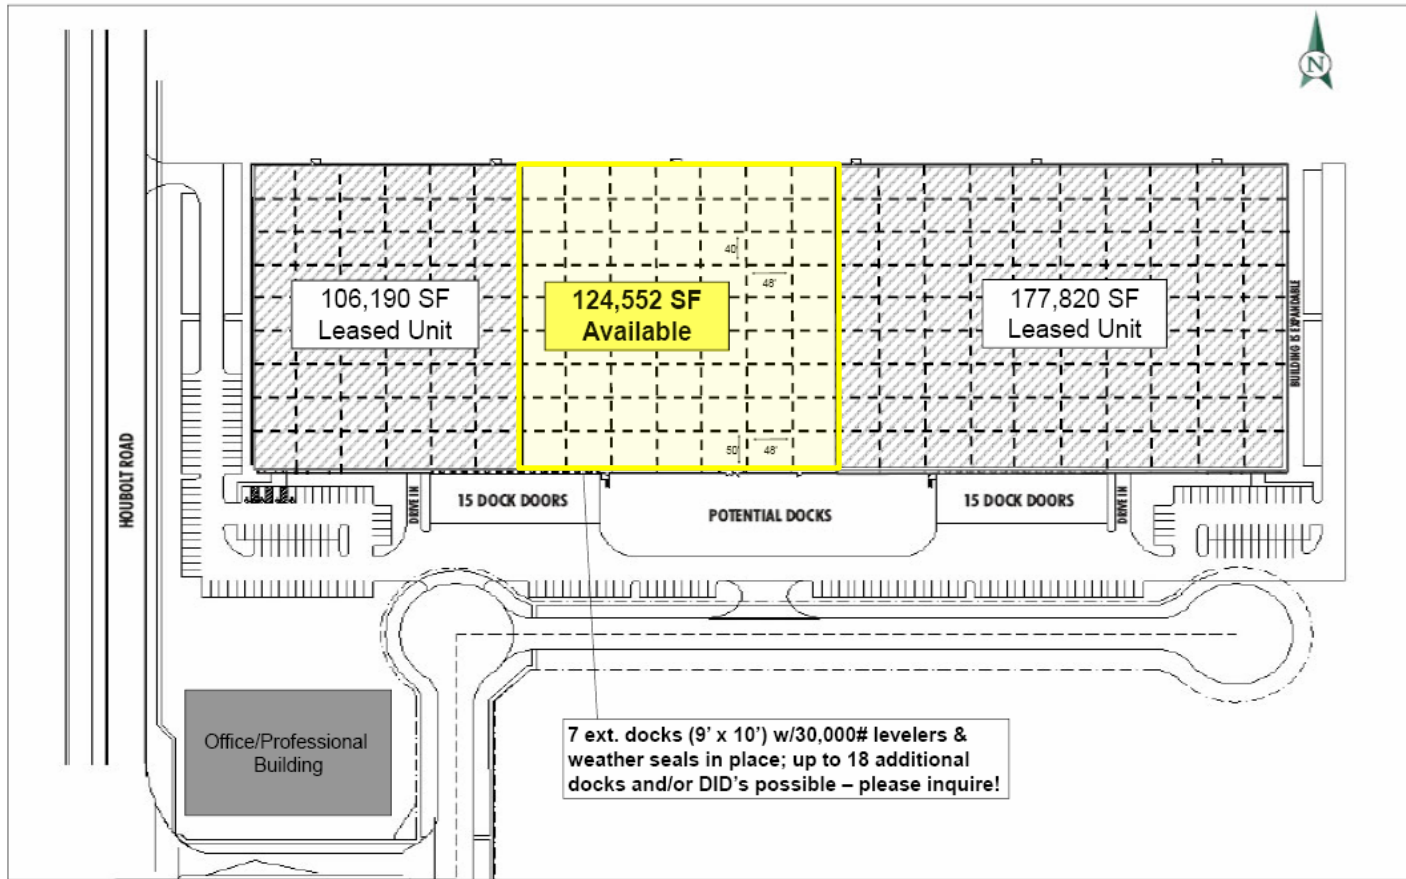 N
106,190 SF
Leased Unit
124,552 SF
Available
177,820 SF
Leased Unit
40'
48'
50'
48'
BUILDING IS EXPANDABLE
HOUBOLT ROAD
DRIVE IN
15 DOCK DOORS
POTENTIAL DOCKS
15 DOCK DOORS
DRIVE IN
Office/Professional
Building
7 ext. docks (9’ x 10’) w/30,000# levelers &
weather seals in place; up to 18 additional
docks and/or DID’s possible – please inquire!